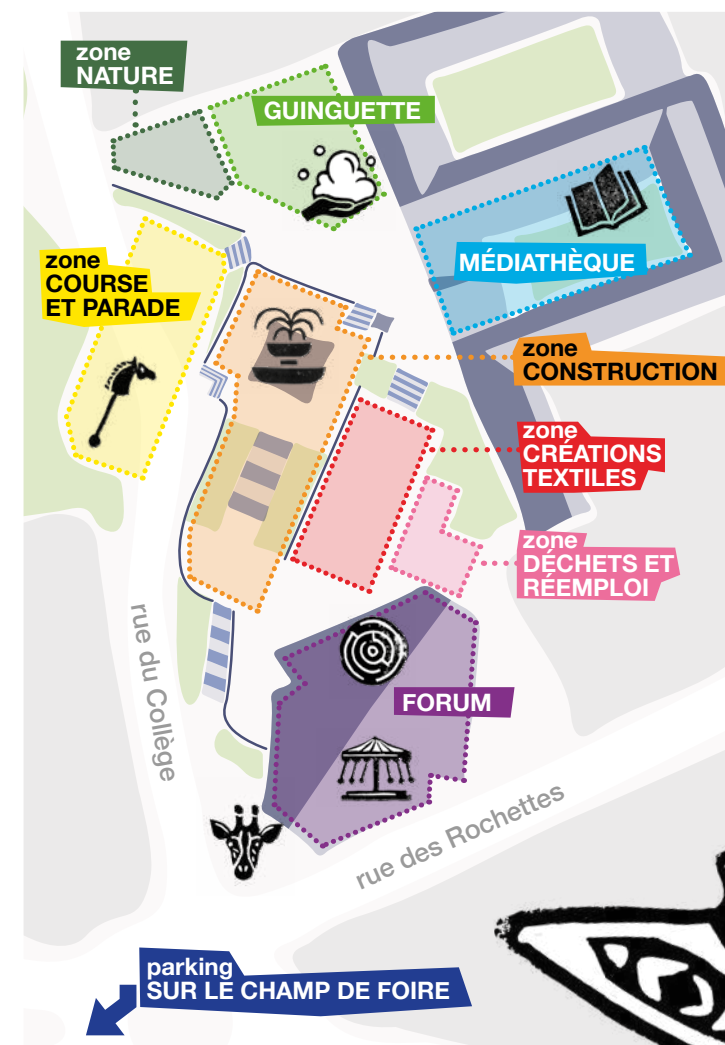 zone
NATURE
GUINGUETTE
MÉDIATHÈQUE
zone
COURSE
ET PARADE
zone
CONSTRUCTION
zone
CRÉATIONS
TEXTILES
zone
DÉCHETS ET
RÉEMPLOI
rue du Collège
FORUM
rue des Rochettes
parking
SUR LE CHAMP DE FOIRE